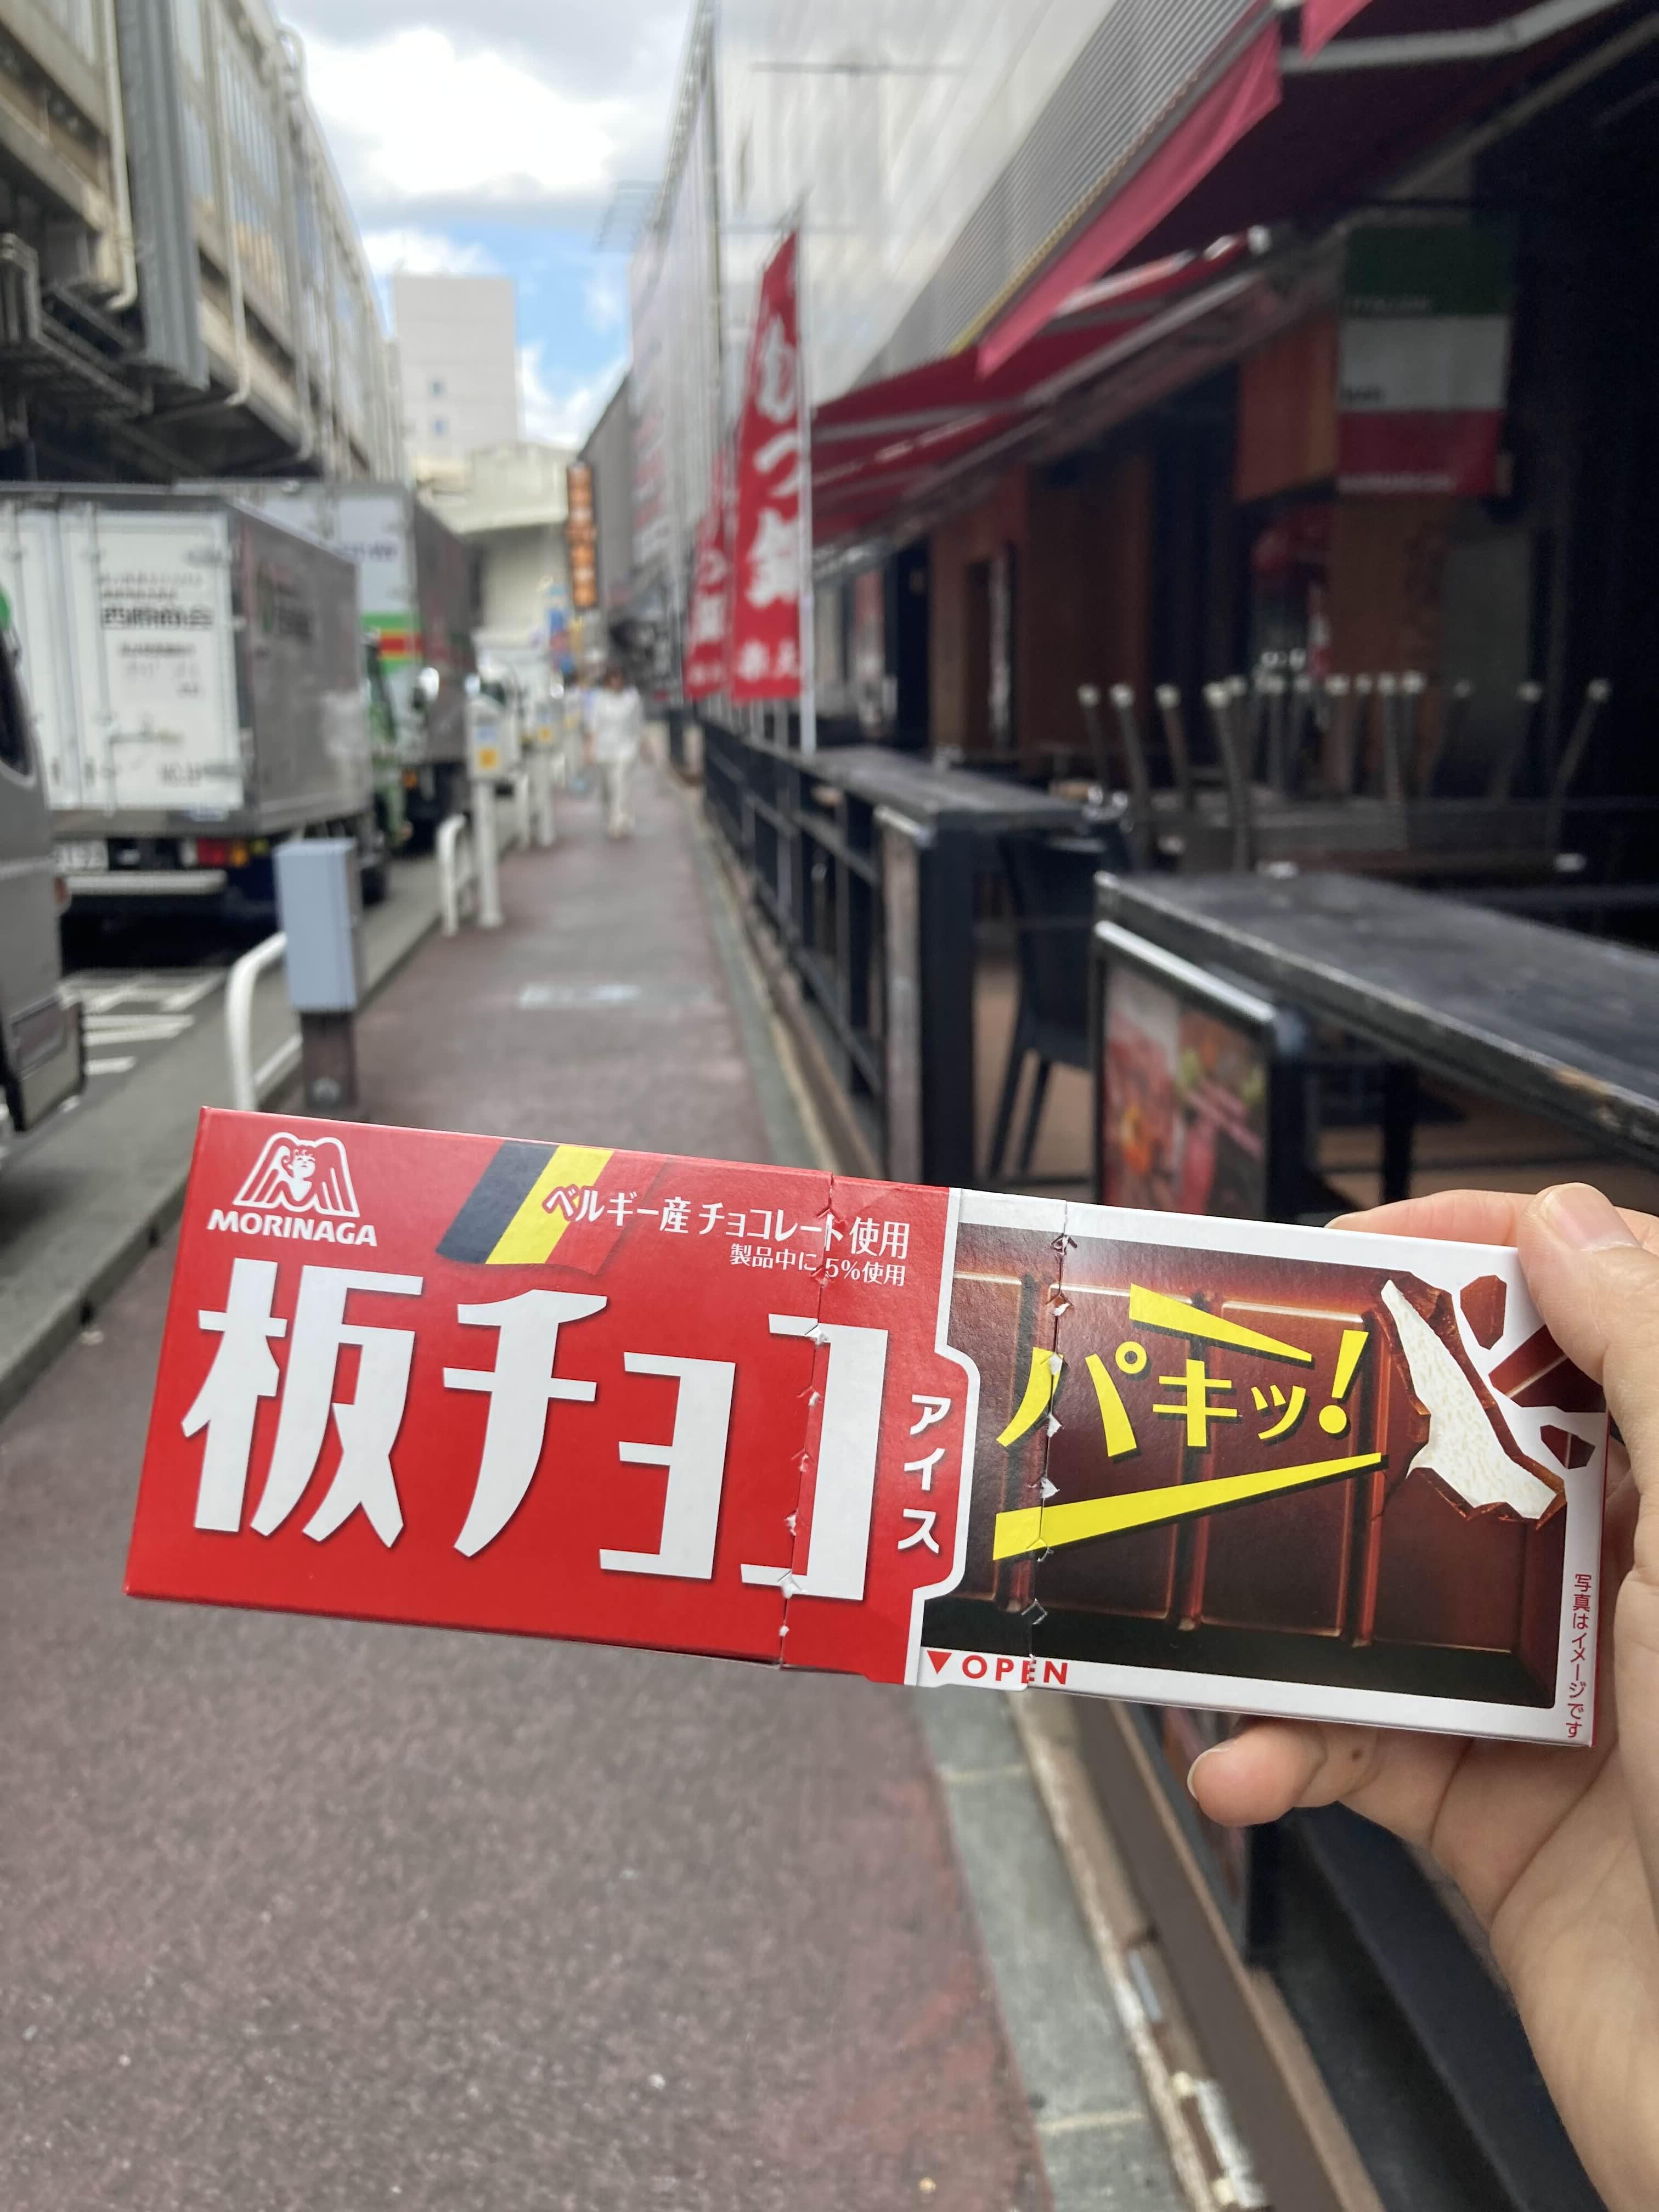 MORINAGA
ベルギー産チョコレート使用
製品中に5%使用
板チョコ
アイス
パキッ!
▼OPEN
写真はイメージです